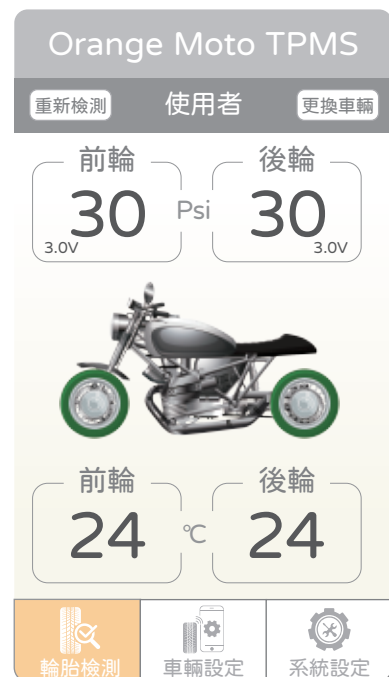 Orange Moto TPMS
重新檢測 使用者 更換車輛
前輪 後輪
30 Psi 30
3.0V 3.0V
前輪 後輪
24 ℃ 24
輪胎檢測 車輛設定 系統設定